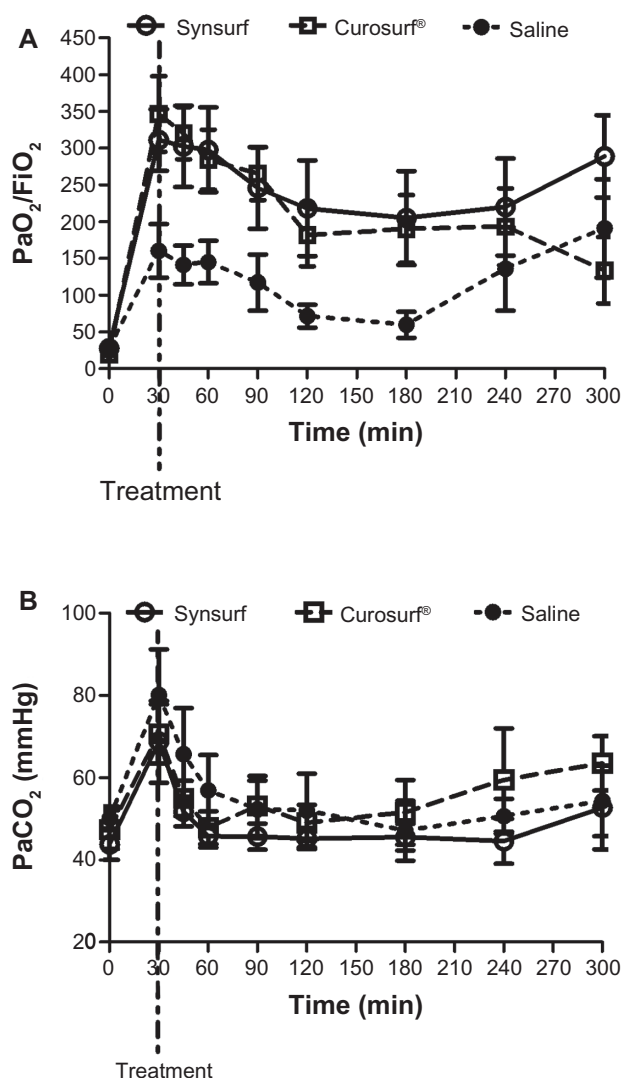 A
Synsurf Curosurf® Saline
450
400
350
300
250
200
150
100
50
0
PaO₂/FiO₂
0 30 60 90 120 150 180 210 240 270 300
Time (min)
Treatment
B
Synsurf Curosurf® Saline
100
80
60
40
20
PaCO₂ (mmHg)
0 30 60 90 120 150 180 210 240 270 300
Time (min)
Treatment